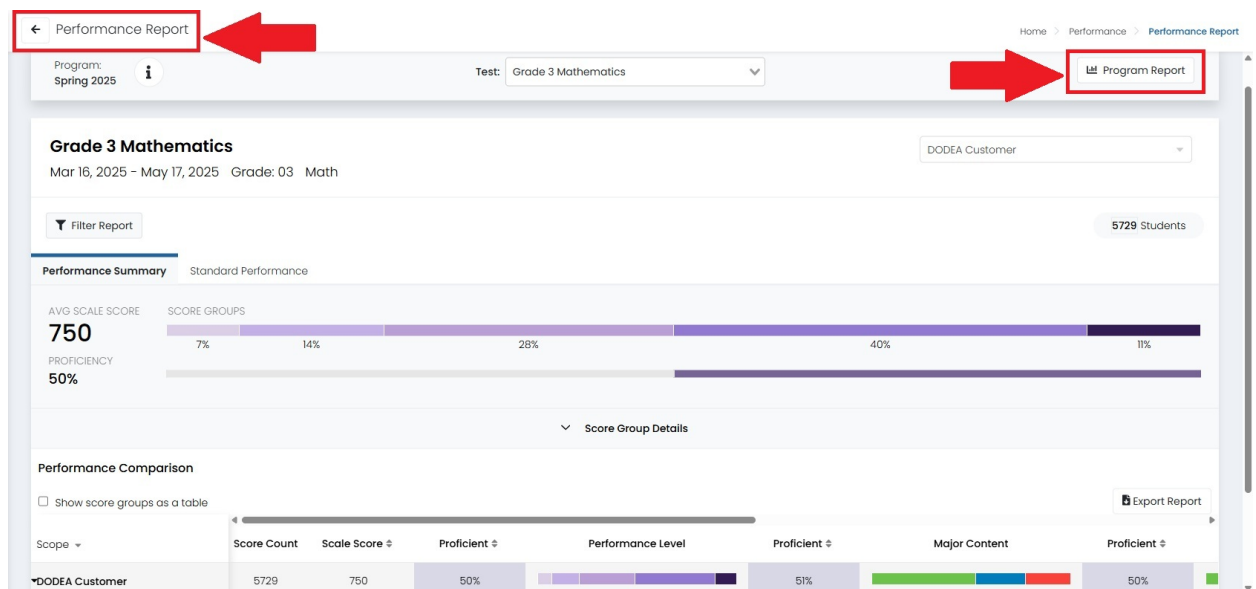 Performance Report
Home > Performance > Performance Report
Program:
Spring 2025
i
Test: Grade 3 Mathematics
Program Report
Grade 3 Mathematics
DODEA Customer
Mar 16, 2025 - May 17, 2025 Grade: 03 Math
Filter Report
5729 Students
Performance Summary Standard Performance
AVG SCALE SCORE SCORE GROUPS
750
7% 14% 28% 40% 11%
PROFICIENCY
50%
Score Group Details
Performance Comparison
Show score groups as a table
Export Report
Scope Score Count Scale Score Proficient Performance Level Proficient Major Content Proficient
DODEA Customer 5729 750 50% 51% 50%